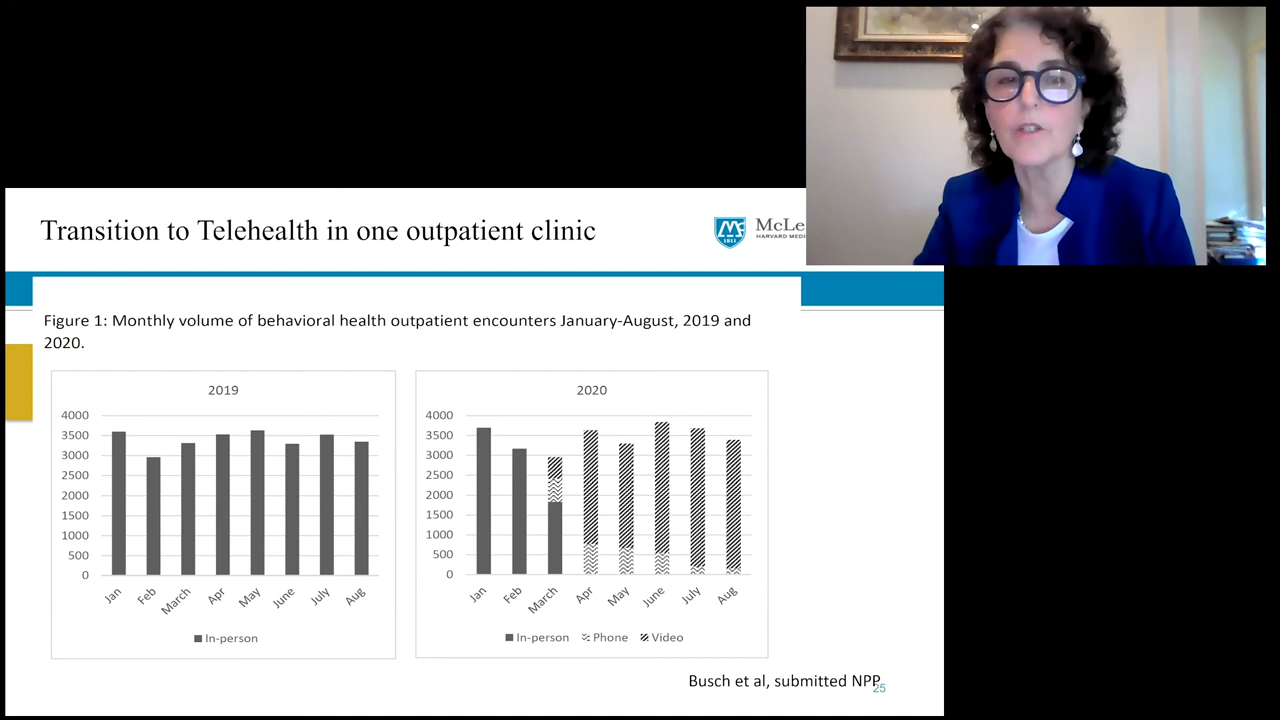 Transition to Telehealth in one outpatient clinic
McLe
HARVARD MEDI
1811
Figure 1: Monthly volume of behavioral health outpatient encounters January-August, 2019 and
2020.
2019
4000
3500
3000
2500
2000
1500
1000
500
0
Jan
Feb
March
Apr
May
June
July
Aug
In-person
2020
4000
3500
3000
2500
2000
1500
1000
500
0
Jan
Feb
March
Apr
May
June
July
Aug
In-person Phone Video
Busch et al, submitted NPP
25